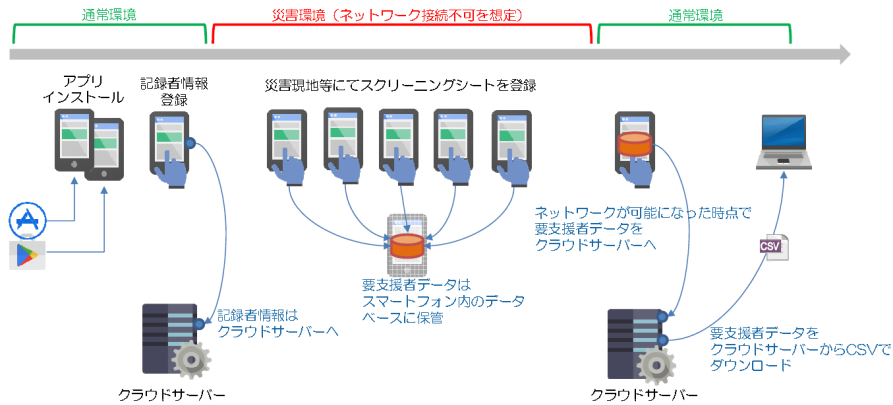 通常環境
災害環境（ネットワーク接続不可を想定）
通常環境
アプリ
インストール
記録者情報
登録
災害現地等にてスクリーニングシートを登録
ネットワークが可能になった時点で
要支援者データを
クラウドサーバーへ
CSV
要支援者データは
スマートフォン内のデータ
ベースに保管
記録者情報は
クラウドサーバーへ
要支援者データを
クラウドサーバーからCSVで
ダウンロード
クラウドサーバー
クラウドサーバー